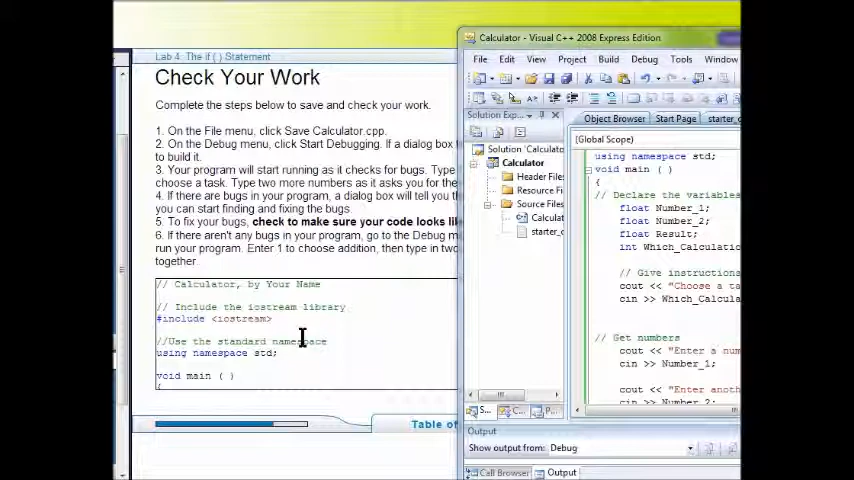 Lab 4: The if ( ) Statement
Check Your Work
Complete the steps below to save and check your work.
1. On the File menu, click Save Calculator.cpp.
2. On the Debug menu, click Start Debugging. If a dialog box
to build it.
3. Your program will start running as it checks for bugs. Type
choose a task. Type two more numbers as it asks you for the
4. If there are bugs in your program, a dialog box will tell you th
you can start finding and fixing the bugs.
5. To fix your bugs, check to make sure your code looks li
6. If there aren't any bugs in your program, go to the Debug m
run your program. Enter 1 to choose addition, then type in two
together.
// Calculator, by Your Name
// Include the iostream library
#include <iostream>
//Use the standard namespace
using namespace std;
void main ( )
{
Table of
Calculator - Visual C++ 2008 Express Edition
File Edit View Project Build Debug Tools Window
Solution Exp...
Solution 'Calculato
Calculator
Header Files
Resource Fi
Source Files
Calculat
starter_c
S...
C...
P...
Object Browser Start Page starter_c
(Global Scope)
using namespace std;
void main ( )
{
// Declare the variables
float Number_1;
float Number_2;
float Result;
int Which_Calculatio
// Give instructions
cout << "Choose a ta
cin >> Which_Calcula
// Get numbers
cout << "Enter a num
cin >> Number_1;
cout << "Enter anoth
cin >> Number_2;
Output
Show output from: Debug
Call Browser Output